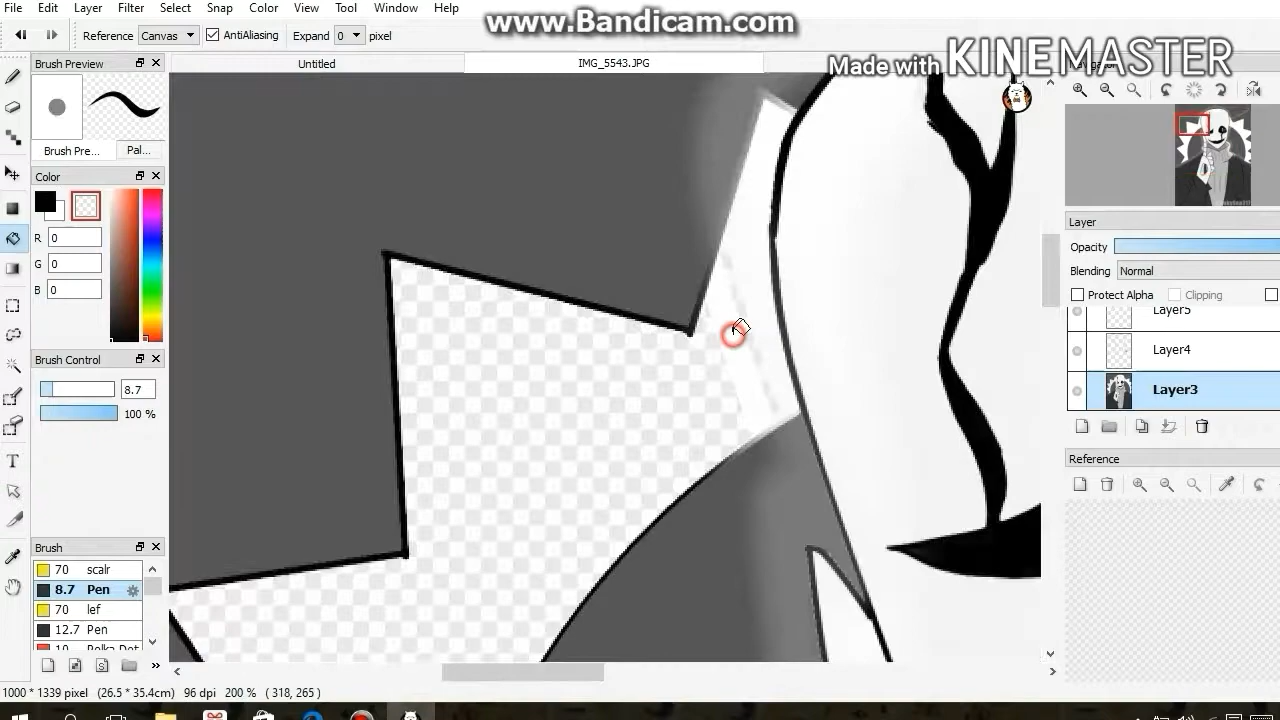 File Edit Layer Filter Select Snap Color View Tool Window Help
www.Bandicam.com
Reference Canvas AntiAliasing Expand 0 pixel
Made with KINEMASTER
Brush Preview
Untitled
IMG_5543.JPG
Brush Pre... Pal...
Color
R 0
G 0
B 0
Layer
Opacity
Blending Normal
Protect Alpha Clipping
Layer5
Layer4
Layer3
Brush Control
8.7
100 %
Reference
Brush
70 scalr
8.7 Pen
70 lef
12.7 Pen
1000 * 1339 pixel (26.5 * 35.4cm) 96 dpi 200 % ( 318, 265 )